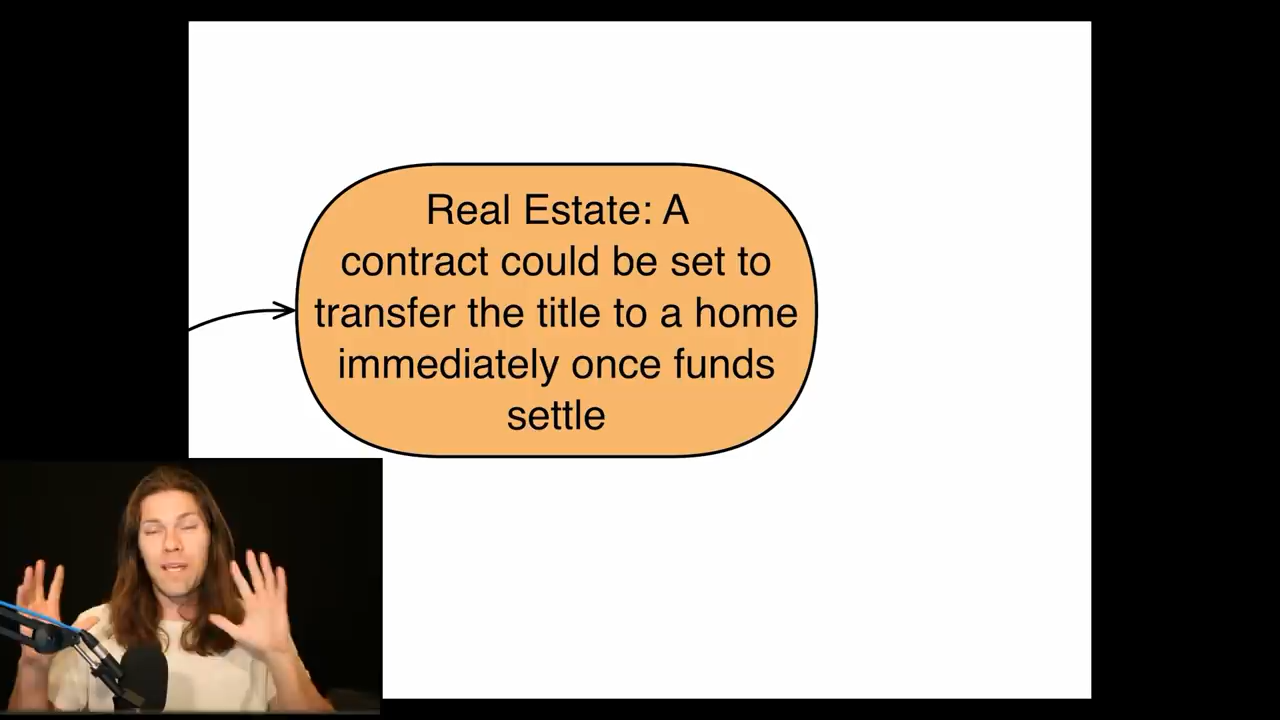 Real Estate: A
contract could be set to
transfer the title to a home
immediately once funds
settle